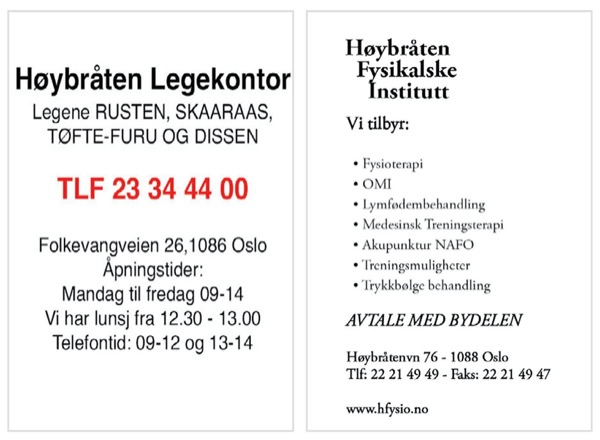 Høybråten Legekontor
Legene RUSTEN, SKAARAAS,
TØFTE-FURU OG DISSEN
TLF 23 34 44 00
Folkevangveien 26,1086 Oslo
Åpningstider:
Mandag til fredag 09-14
Vi har lunsj fra 12.30 - 13.00
Telefontid: 09-12 og 13-14
Høybråten
Fysikalske
Institutt
Vi tilbyr:
• Fysioterapi
• OMI
• Lymfødembehandling
• Medesinsk Treningsterapi
• Akupunktur NAFO
• Treningsmuligheter
• Trykkbølge behandling
AVTALE MED BYDELEN
Høybråtenvn 76 - 1088 Oslo
Tlf: 22 21 49 49 - Faks: 22 21 49 47
www.hfysio.no